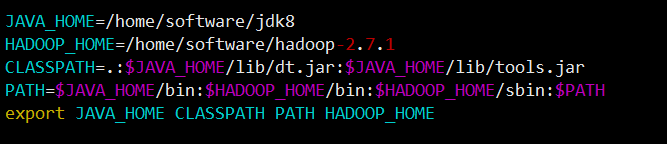 JAVA_HOME=/home/software/jdk8
HADOOP_HOME=/home/software/hadoop-2.7.1
CLASSPATH=.:$JAVA_HOME/lib/dt.jar:$JAVA_HOME/lib/tools.jar
PATH=$JAVA_HOME/bin:$HADOOP_HOME/bin:$HADOOP_HOME/sbin:$PATH
export JAVA_HOME CLASSPATH PATH HADOOP_HOME